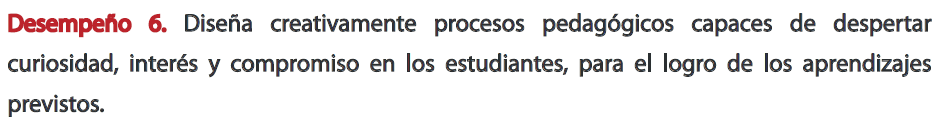 Desempeño 6. Diseña creativamente procesos pedagógicos capaces de despertar
curiosidad, interés y compromiso en los estudiantes, para el logro de los aprendizajes
previstos.